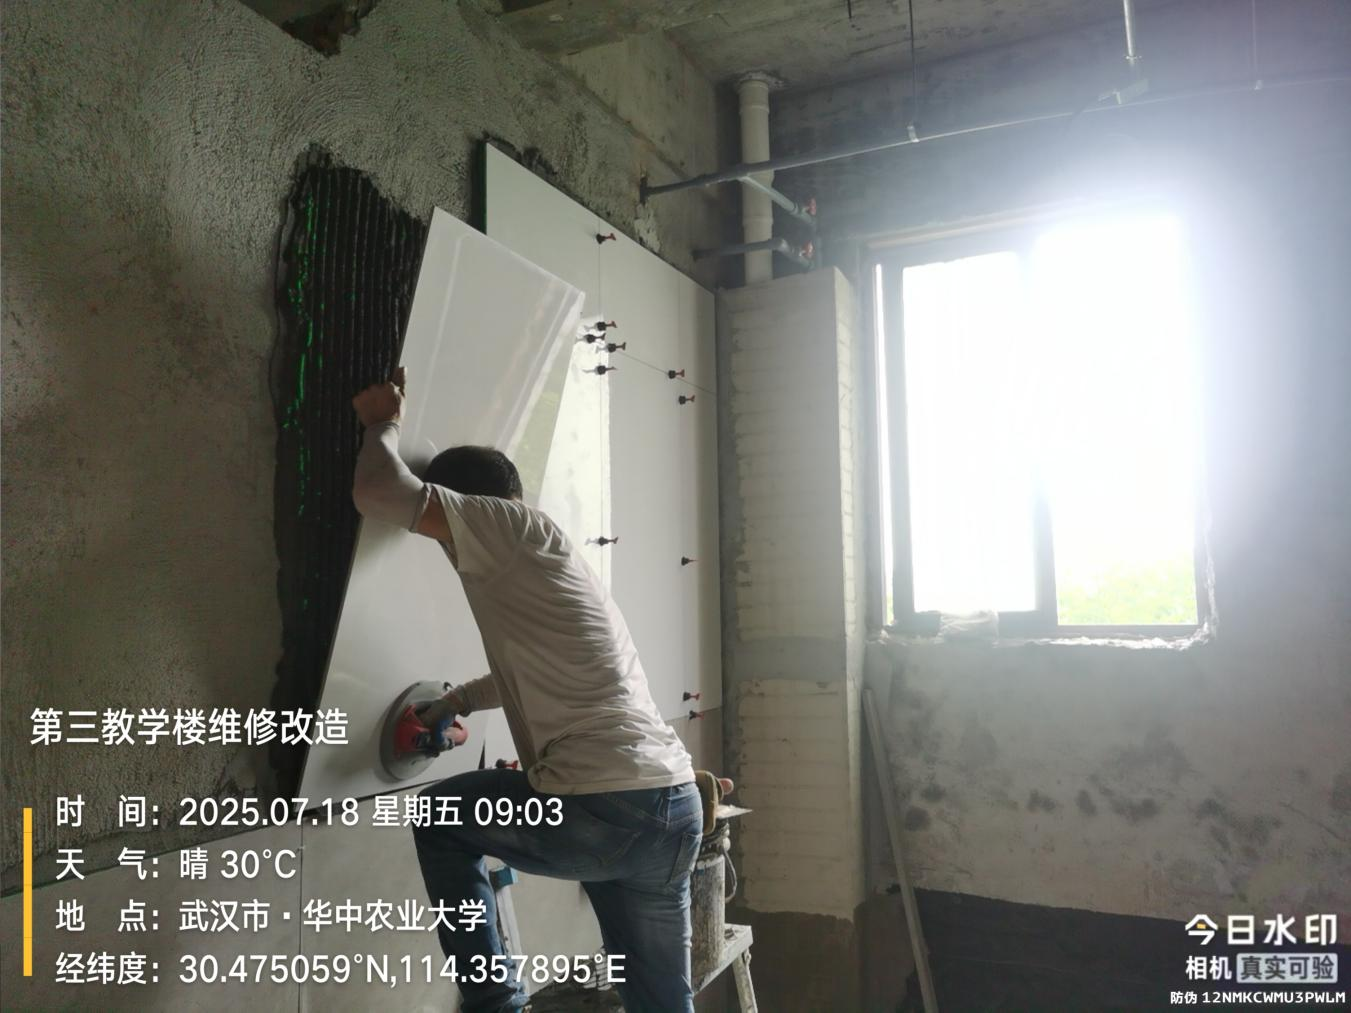 第三教学楼维修改造
时 间：2025.07.18 星期五 09:03
天 气：晴 30°C
地 点：武汉市·华中农业大学
经纬度：30.475059°N,114.357895°E
今日水印
相机 真实可验
防伪 12NMKCWMU3PWLM